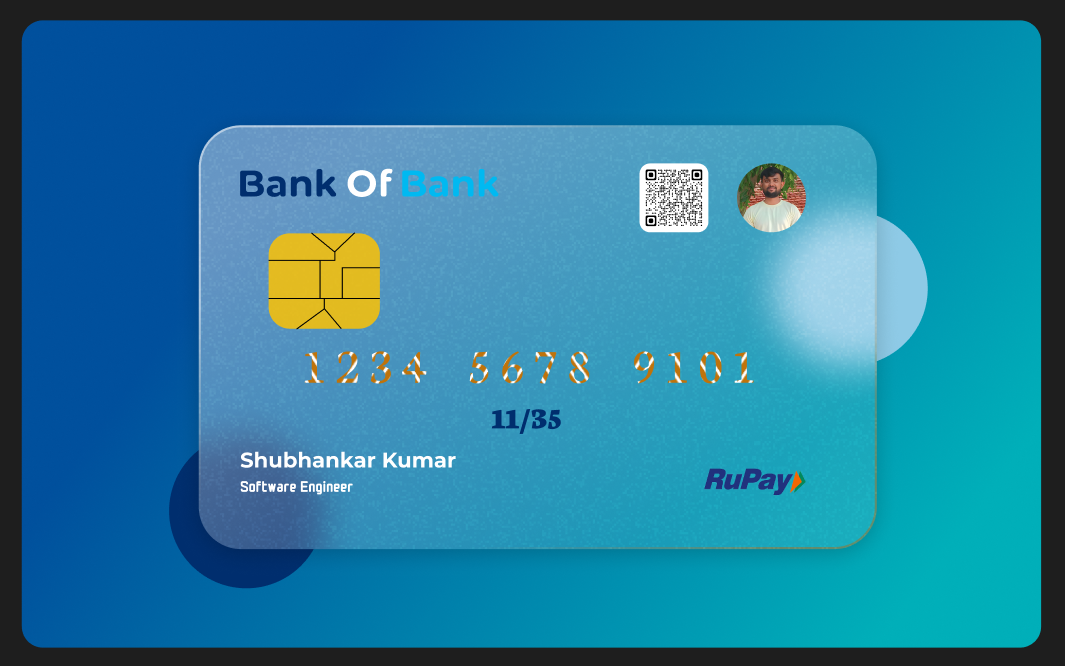 Bank Of Bank
1234 5678 9101
11/35
Shubhankar Kumar
Software Engineer
RuPay